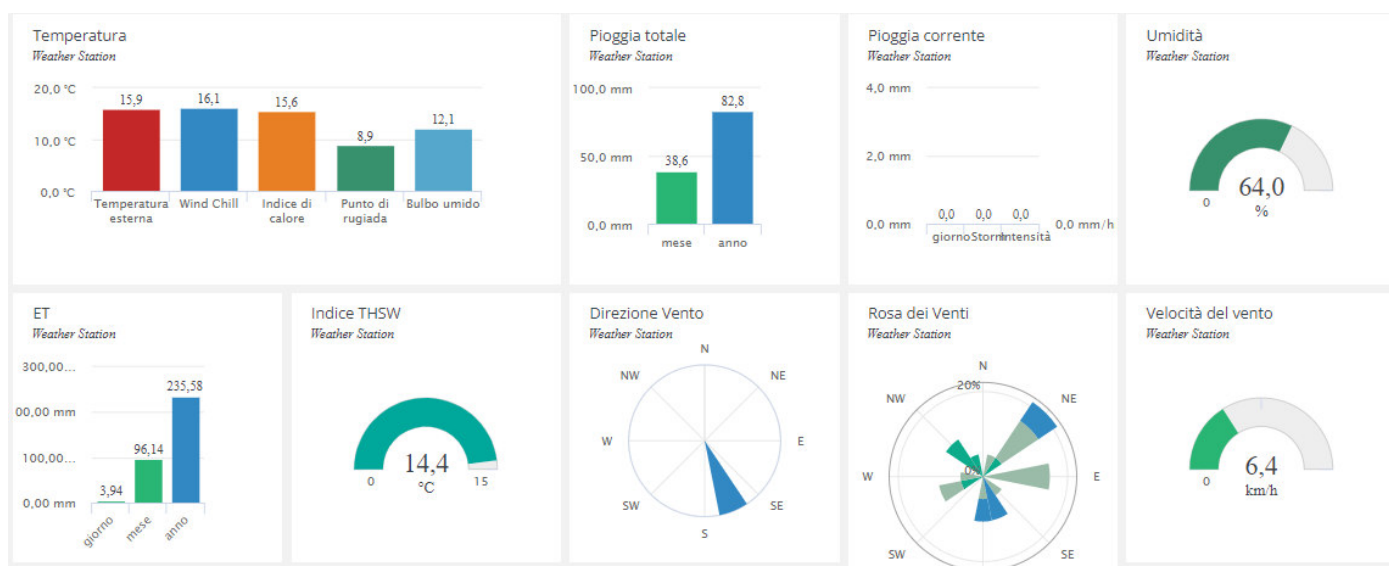 Temperatura
Weather Station
20,0 °C
10,0 °C
0,0 °C
15,9
16,1
15,6
8,9
12,1
Temperatura
esterna
Wind Chill
Indice di
calore
Punto di
rugiada
Bulbo umido
Pioggia totale
Weather Station
100,0 mm
50,0 mm
0,0 mm
38,6
82,8
mese
anno
Pioggia corrente
Weather Station
4,0 mm
2,0 mm
0,0 mm
0,0
0,0
0,0
0,0 mm/h
giorno
Storm
Intensità
Umidità
Weather Station
64,0
%
0
ET
Weather Station
300,00...
00,00 mm
100,00...
0,00 mm
3,94
96,14
235,58
giorno
mese
anno
Indice THSW
Weather Station
14,4
°C
0
15
Direzione Vento
Weather Station
N
NE
E
SE
S
SW
W
NW
Rosa dei Venti
Weather Station
N
20%
0%
NE
E
SE
SW
W
NW
Velocità del vento
Weather Station
6,4
km/h
0